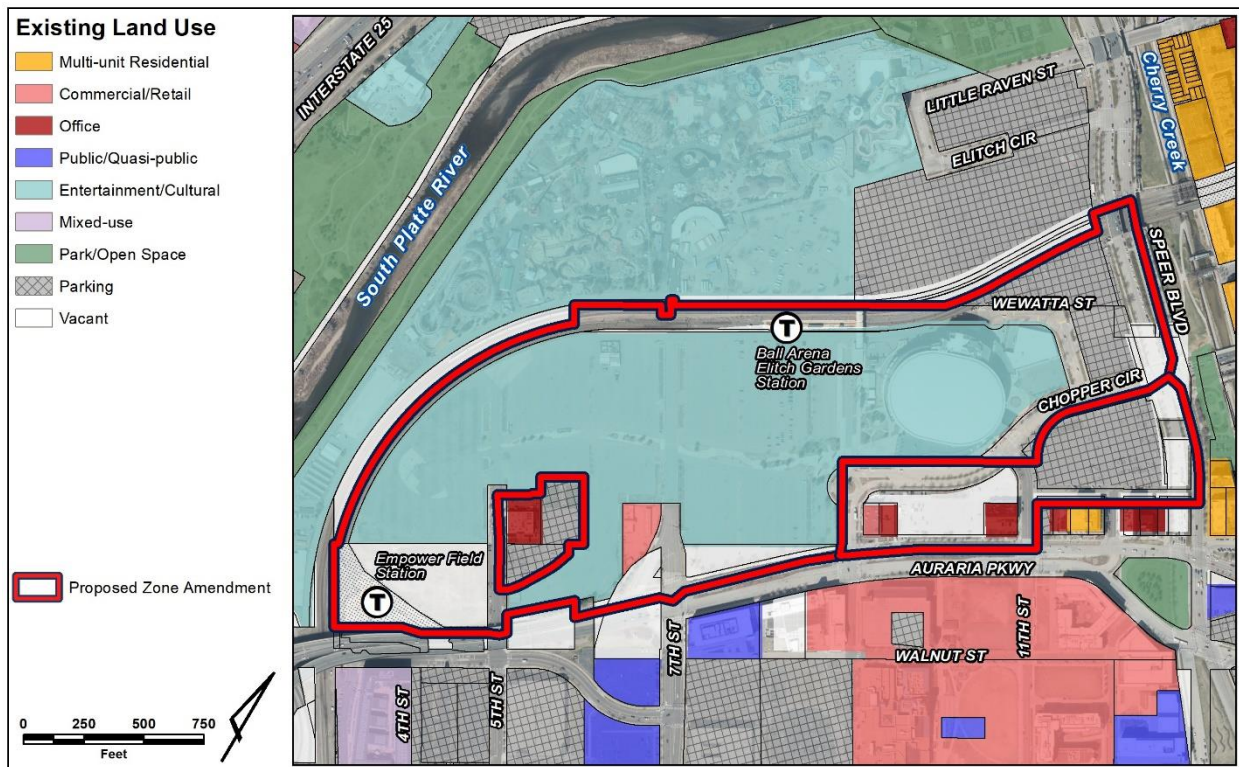 Existing Land Use
Multi-unit Residential
Commercial/Retail
Office
Public/Quasi-public
Entertainment/Cultural
Mixed-use
Park/Open Space
Parking
Vacant
Proposed Zone Amendment
0 250 500 750
Feet
INTERSTATE 25
South Platte River
LITTLE RAVEN ST
ELITCH CIR
Cherry Creek
SPEER BLVD
WEWATTA ST
T
Ball Arena
Elitch Gardens
Station
CHOPPER CIR
Empower Field
Station
T
AURARIA PKWY
7TH ST
11TH ST
WALNUT ST
4TH ST
5TH ST